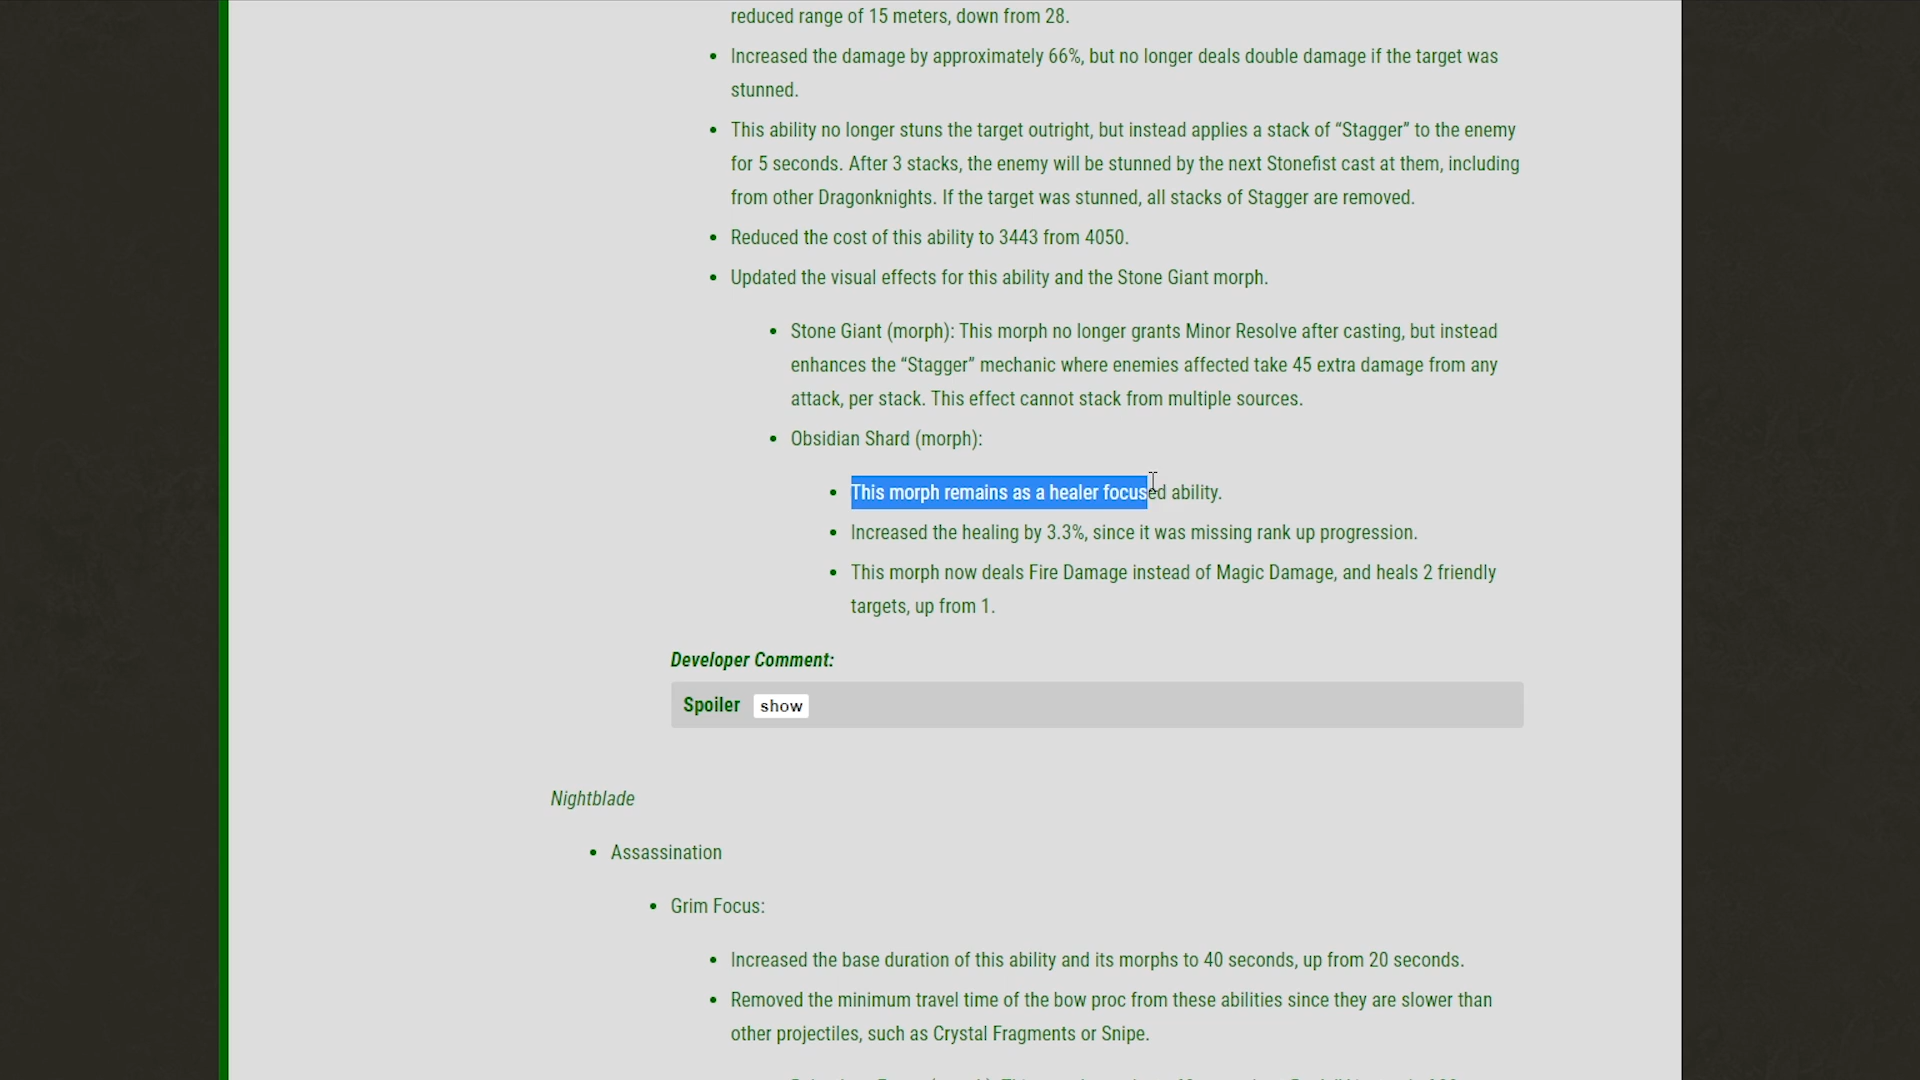 reduced range of 15 meters, down from 28.
• Increased the damage by approximately 66%, but no longer deals double damage if the target was
stunned.
• This ability no longer stuns the target outright, but instead applies a stack of “Stagger” to the enemy
for 5 seconds. After 3 stacks, the enemy will be stunned by the next Stonefist cast at them, including
from other Dragonknights. If the target was stunned, all stacks of Stagger are removed.
• Reduced the cost of this ability to 3443 from 4050.
• Updated the visual effects for this ability and the Stone Giant morph.
• Stone Giant (morph): This morph no longer grants Minor Resolve after casting, but instead
enhances the “Stagger” mechanic where enemies affected take 45 extra damage from any
attack, per stack. This effect cannot stack from multiple sources.
• Obsidian Shard (morph):
• This morph remains as a healer focused ability.
• Increased the healing by 3.3%, since it was missing rank up progression.
• This morph now deals Fire Damage instead of Magic Damage, and heals 2 friendly
targets, up from 1.
Developer Comment:
Spoiler show
Nightblade
• Assassination
• Grim Focus:
• Increased the base duration of this ability and its morphs to 40 seconds, up from 20 seconds.
• Removed the minimum travel time of the bow proc from these abilities since they are slower than
other projectiles, such as Crystal Fragments or Snipe.